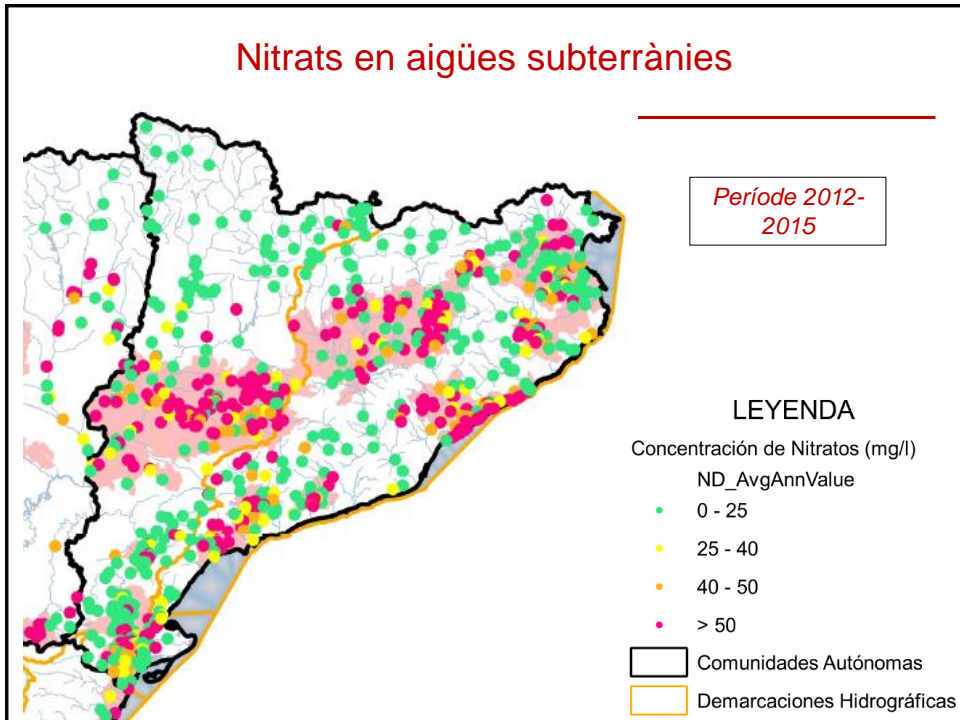 Nitrats en aigües subterrànies
Període 2012-
2015
LEYENDA
Concentración de Nitratos (mg/l)
ND_AvgAnnValue
0 - 25
25 - 40
40 - 50
> 50
Comunidades Autónomas
Demarcaciones Hidrográficas